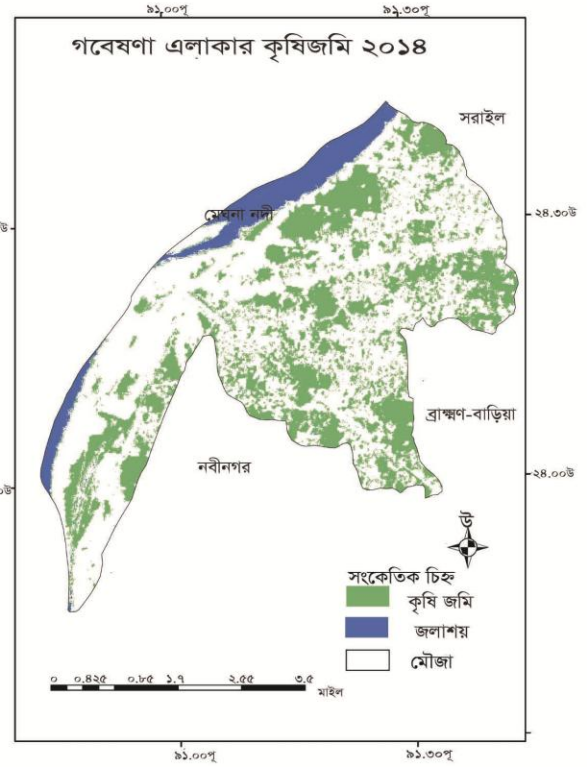 ৯১.০০পূ ৯১.৩০পূ
গবেষণা এলাকার কৃষিজমি ২০১৪
সরাইল
মেঘনা নদী
২৪.৩০উ
ব্রাহ্মণ-বাড়িয়া
নবীনগর
২৪.০০উ
উ
সংকেতিক চিহ্ন
কৃষি জমি
জলাশয়
মৌজা
০ ০.৪২৫ ০.৮৫ ১.৭ ২.৫৫ ৩.৫
মাইল
৯১.০০পূ ৯১.৩০পূ